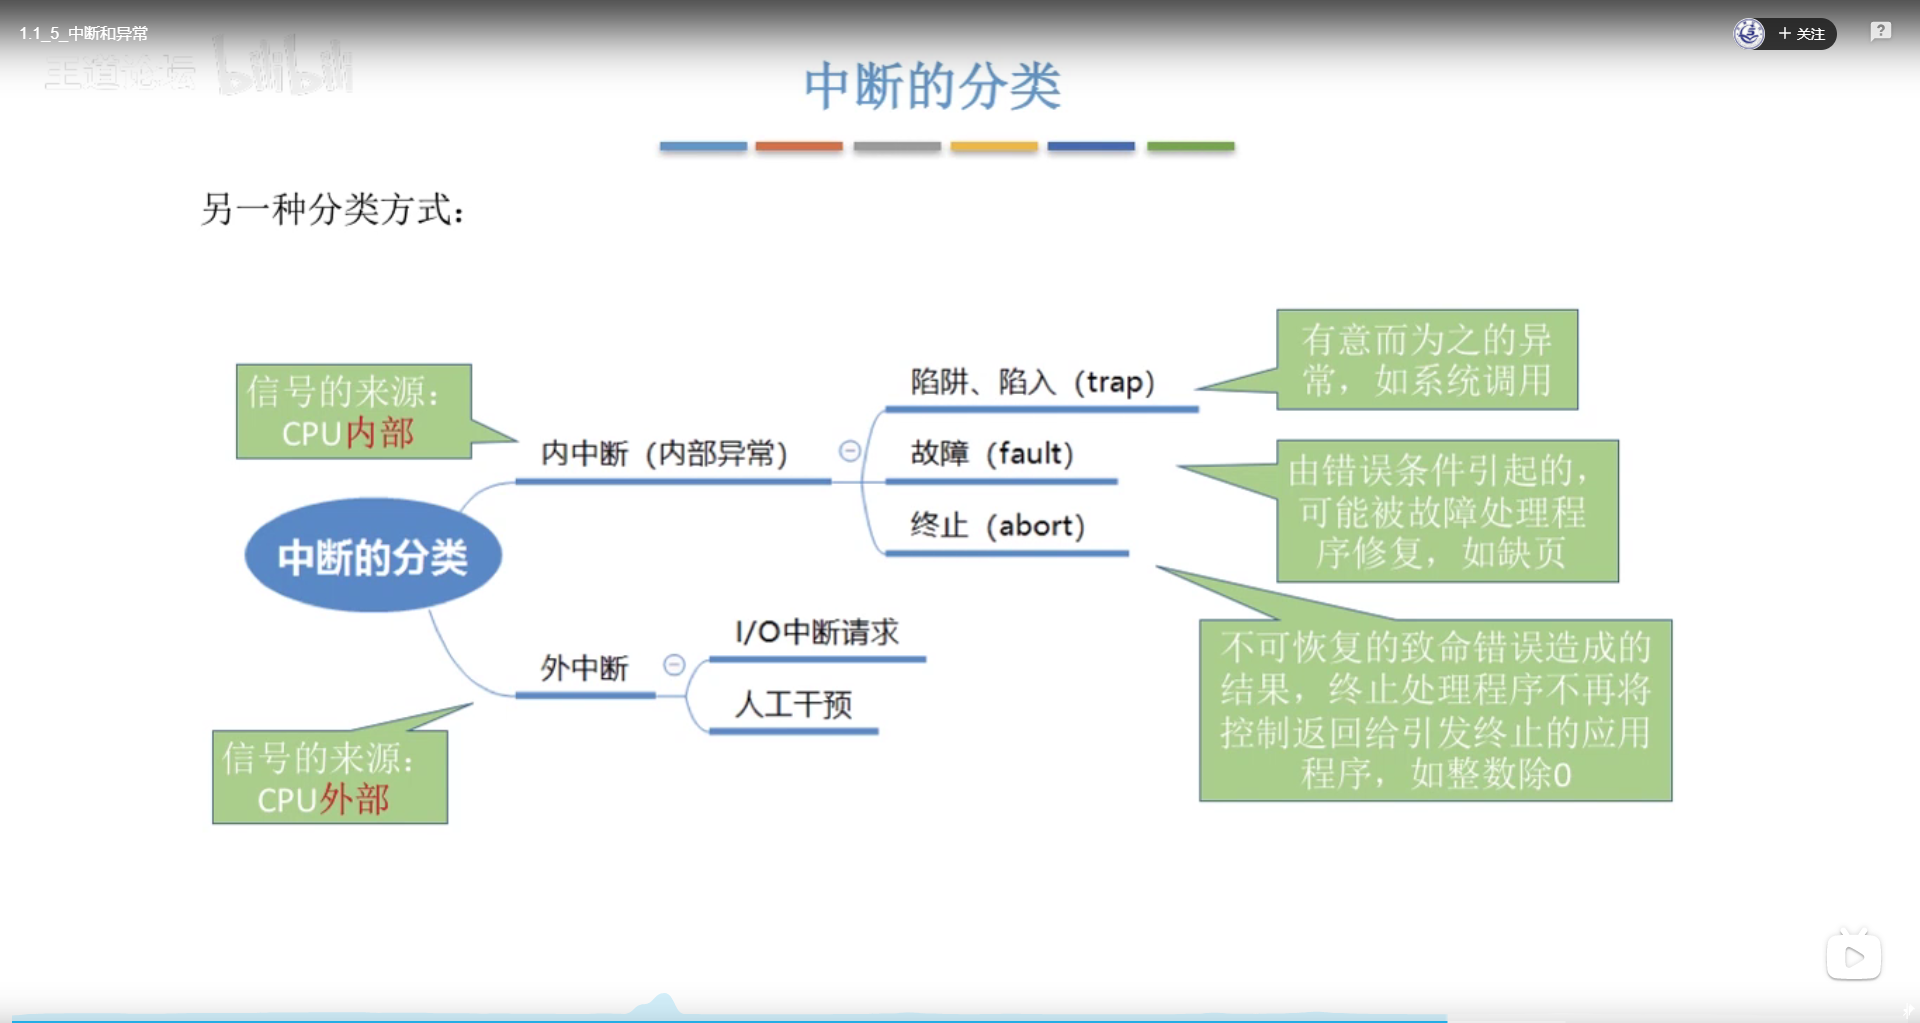 1.1_5_中断和异常
+ 关注
王道论坛 bilibili
中断的分类
另一种分类方式：
信号的来源：
CPU内部
内中断（内部异常）
陷阱、陷入（trap）
有意而为之的异
常，如系统调用
故障（fault）
由错误条件引起的，
可能被故障处理程
序修复，如缺页
终止（abort）
不可恢复的致命错误造成的
结果，终止处理程序不再将
控制返回给引发终止的应用
程序，如整数除0
中断的分类
外中断
I/O中断请求
人工干预
信号的来源：
CPU外部